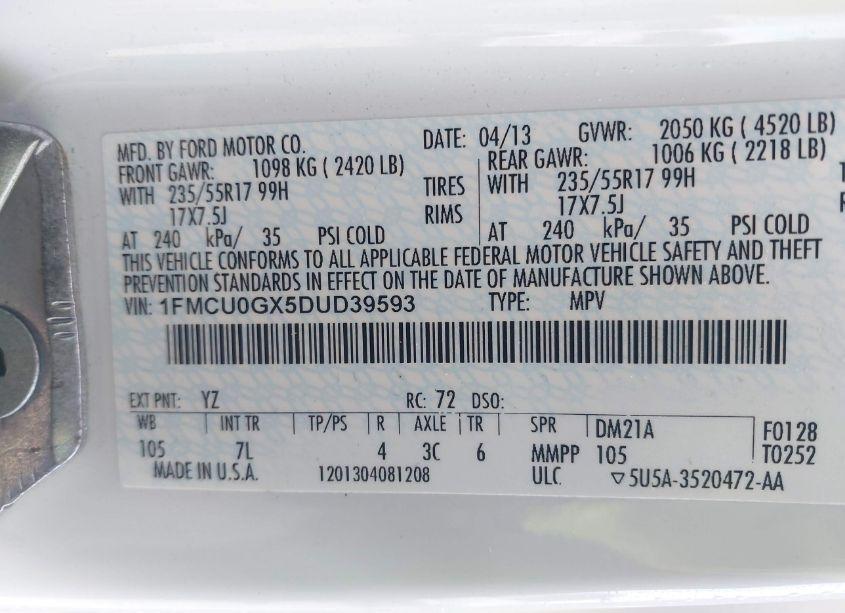 MFD. BY FORD MOTOR CO. DATE: 04/13 GVWR: 2050 KG ( 4520 LB)
FRONT GAWR: 1098 KG ( 2420 LB) REAR GAWR: 1006 KG ( 2218 LB)
WITH 235/55R17 99H TIRES WITH 235/55R17 99H
17X7.5J RIMS 17X7.5J
AT 240 kPa/ 35 PSI COLD AT 240 kPa/ 35 PSI COLD
THIS VEHICLE CONFORMS TO ALL APPLICABLE FEDERAL MOTOR VEHICLE SAFETY AND THEFT
PREVENTION STANDARDS IN EFFECT ON THE DATE OF MANUFACTURE SHOWN ABOVE.
VIN: 1FMCU0GX5DUD39593 TYPE: MPV
EXT PNT: YZ RC: 72 DSO:
WB INT TR TP/PS R AXLE TR SPR DM21A F0128
105 7L 4 3C 6 MMPP 105 T0252
MADE IN U.S.A. 1201304081208 ULC ▽5U5A-3520472-AA